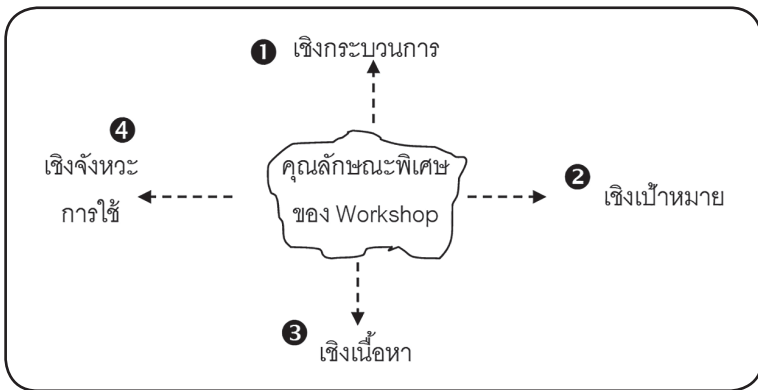 ❶ เชิงกระบวนการ
❹
เชิงจังหวะ
การใช้
คุณลักษณะพิเศษ
ของ Workshop
❷ เชิงเป้าหมาย
❸ เชิงเนื้อหา